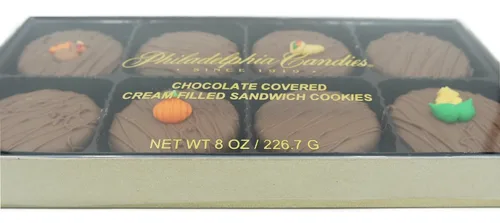 Philadelphia Candies
SINCE 1919
CHOCOLATE COVERED
CREAM FILLED SANDWICH COOKIES
NET WT 8 OZ / 226.7 G